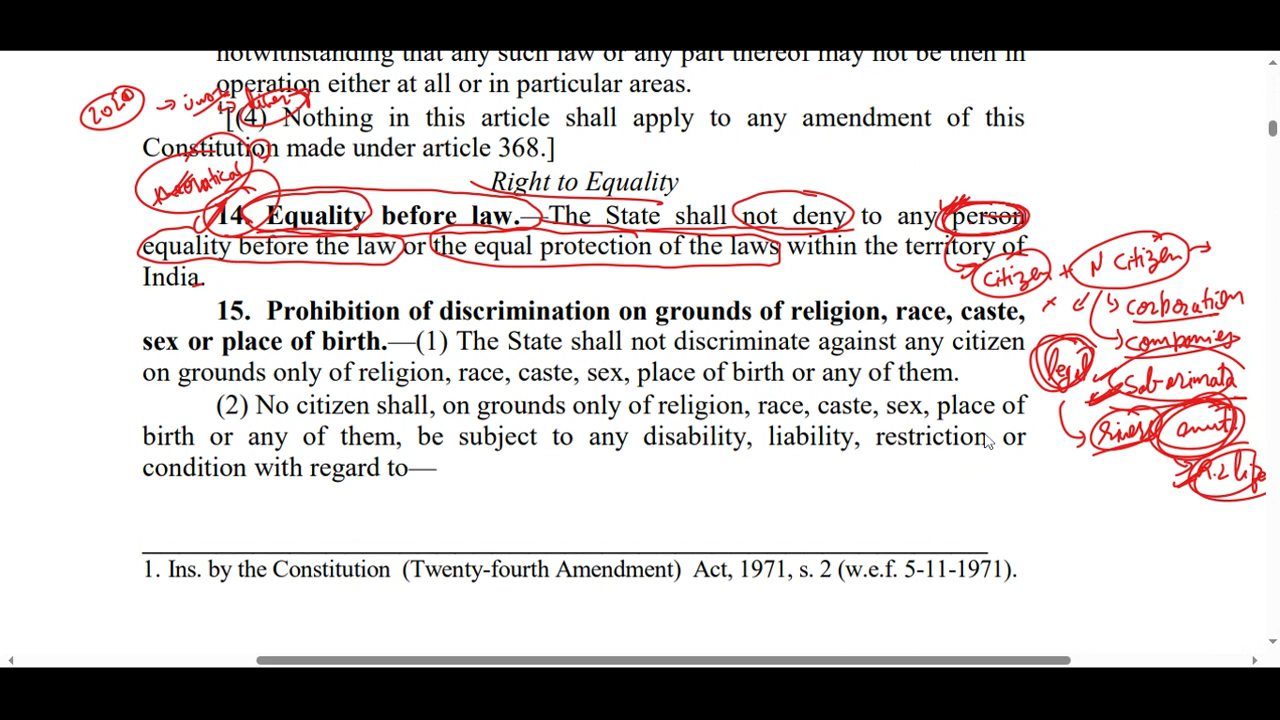 notwithstanding that any such law or any part thereof may not be then in
operation either at all or in particular areas.
2020
[(4) Nothing in this article shall apply to any amendment of this
Constitution made under article 368.]
Right to Equality
14. Equality before law.—The State shall not deny to any person
equality before the law or the equal protection of the laws within the territory of
India.
Citizen + N Citizen
corporation
companies
legal
R. 2 life
15. Prohibition of discrimination on grounds of religion, race, caste,
sex or place of birth.—(1) The State shall not discriminate against any citizen
on grounds only of religion, race, caste, sex, place of birth or any of them.
(2) No citizen shall, on grounds only of religion, race, caste, sex, place of
birth or any of them, be subject to any disability, liability, restriction or
condition with regard to—
1. Ins. by the Constitution (Twenty-fourth Amendment) Act, 1971, s. 2 (w.e.f. 5-11-1971).